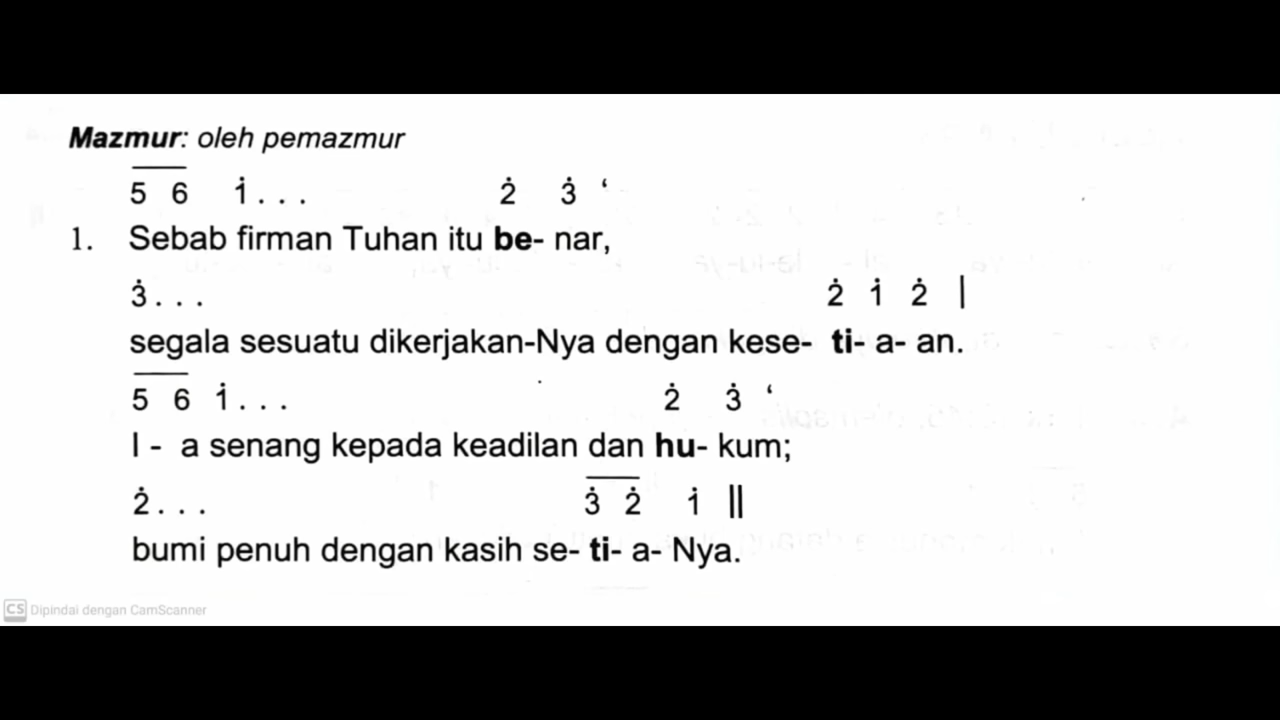 Mazmur: oleh pemazmur
5 6 1̇ . . . 2̇ 3̇ ‘
1. Sebab firman Tuhan itu be- nar,
3̇ . . . 2̇ 1̇ 2̇ |
segala sesuatu dikerjakan-Nya dengan kese- ti- a- an.
5 6 1̇ . . . 2̇ 3̇ ‘
I - a senang kepada keadilan dan hu- kum;
2̇ . . . 3̇ 2̇ 1̇ ||
bumi penuh dengan kasih se- ti- a- Nya.
CS Dipindai dengan CamScanner